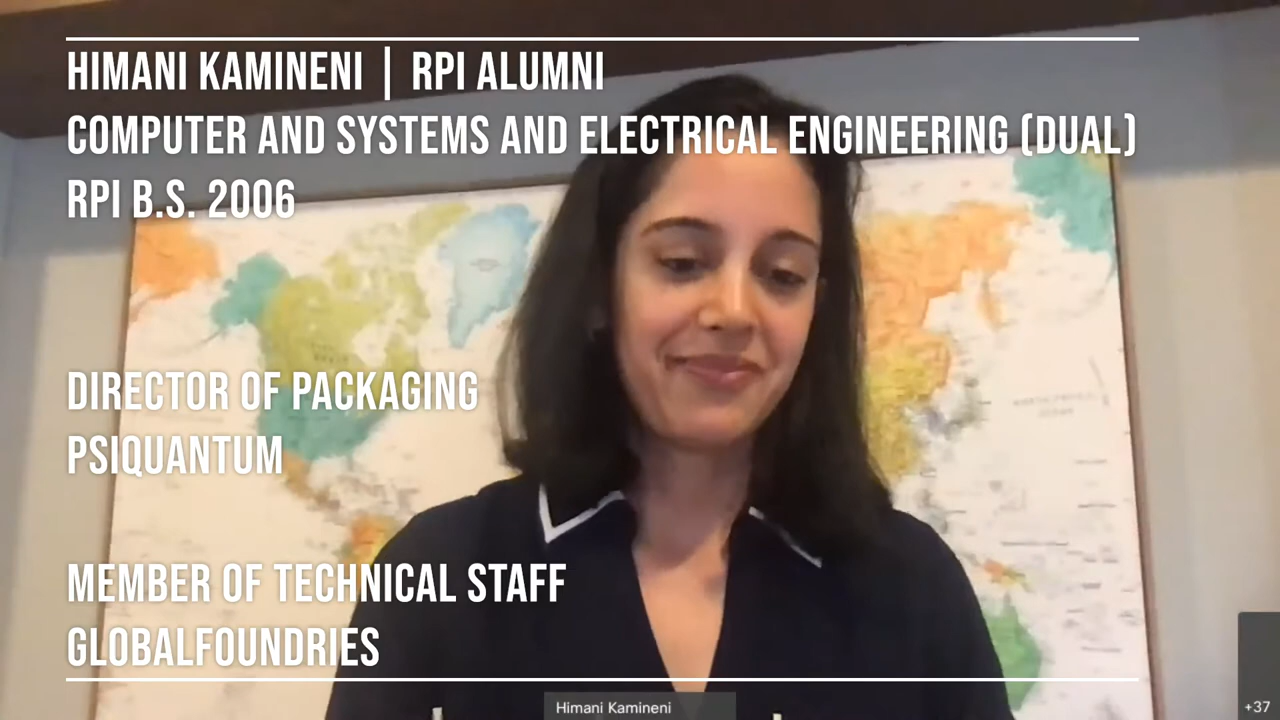 HIMANI KAMINENI | RPI ALUMNI
COMPUTER AND SYSTEMS AND ELECTRICAL ENGINEERING (DUAL)
RPI B.S. 2006
DIRECTOR OF PACKAGING
PSIQUANTUM
MEMBER OF TECHNICAL STAFF
GLOBALFOUNDRIES
Himani Kamineni
+37